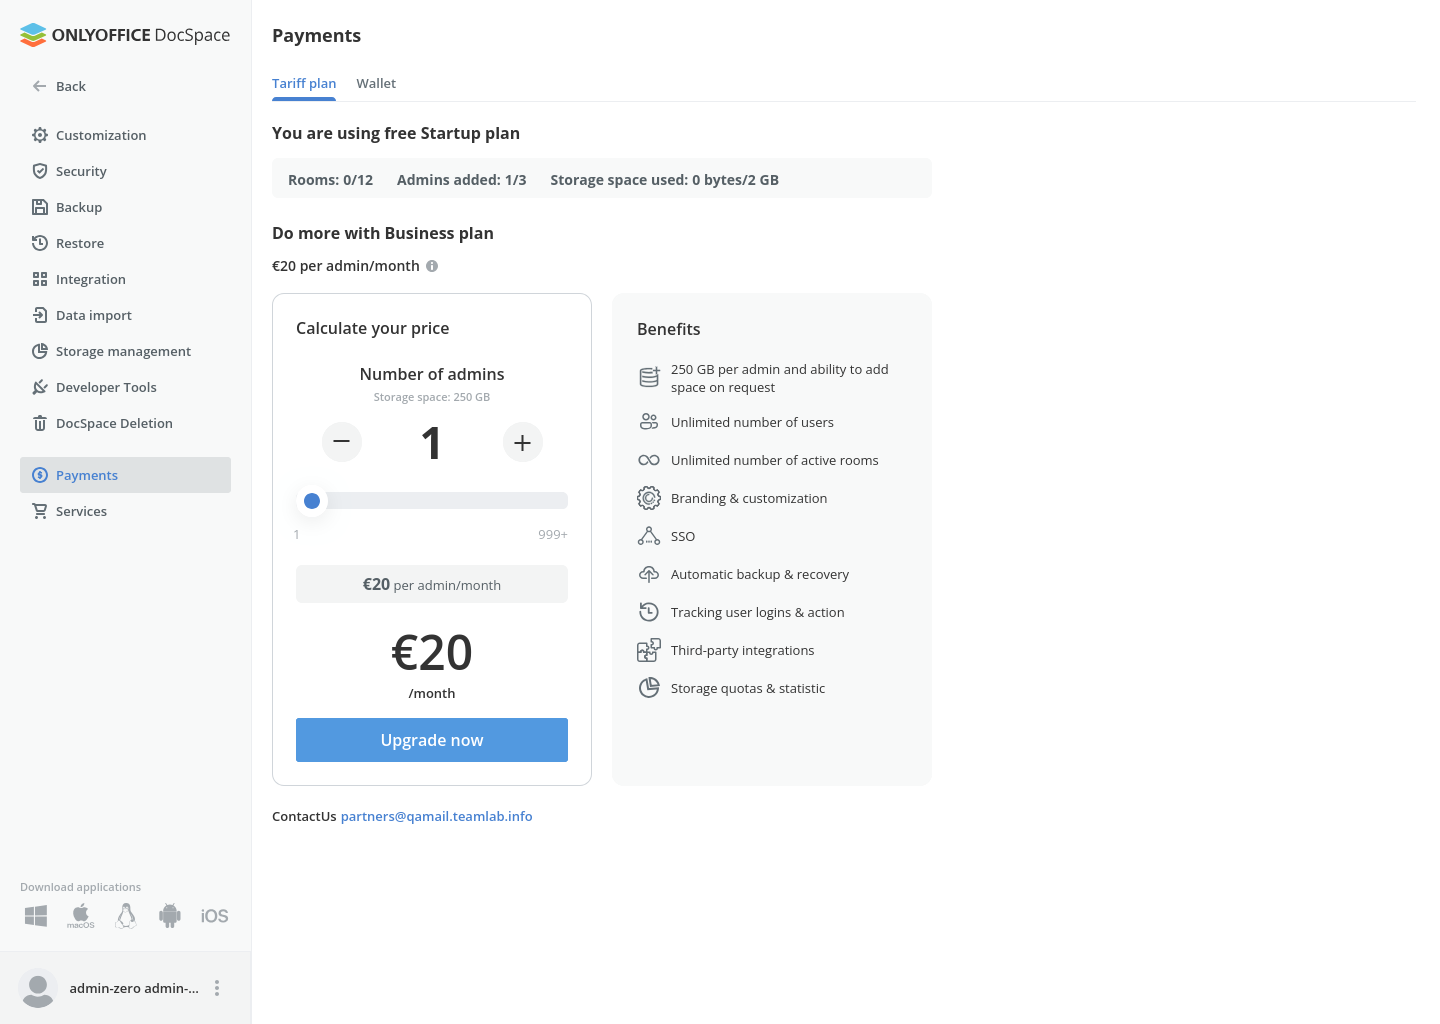 ONLYOFFICE DocSpace
Back
Customization
Security
Backup
Restore
Integration
Data import
Storage management
Developer Tools
DocSpace Deletion
Payments
Services
Download applications
macOS
iOS
admin-zero admin-...
Payments
Tariff plan Wallet
You are using free Startup plan
Rooms: 0/12 Admins added: 1/3 Storage space used: 0 bytes/2 GB
Do more with Business plan
€20 per admin/month
Calculate your price
Number of admins
Storage space: 250 GB
1
1 999+
€20 per admin/month
€20
/month
Upgrade now
Benefits
250 GB per admin and ability to add
space on request
Unlimited number of users
Unlimited number of active rooms
Branding & customization
SSO
Automatic backup & recovery
Tracking user logins & action
Third-party integrations
Storage quotas & statistic
ContactUs partners@qamail.teamlab.info